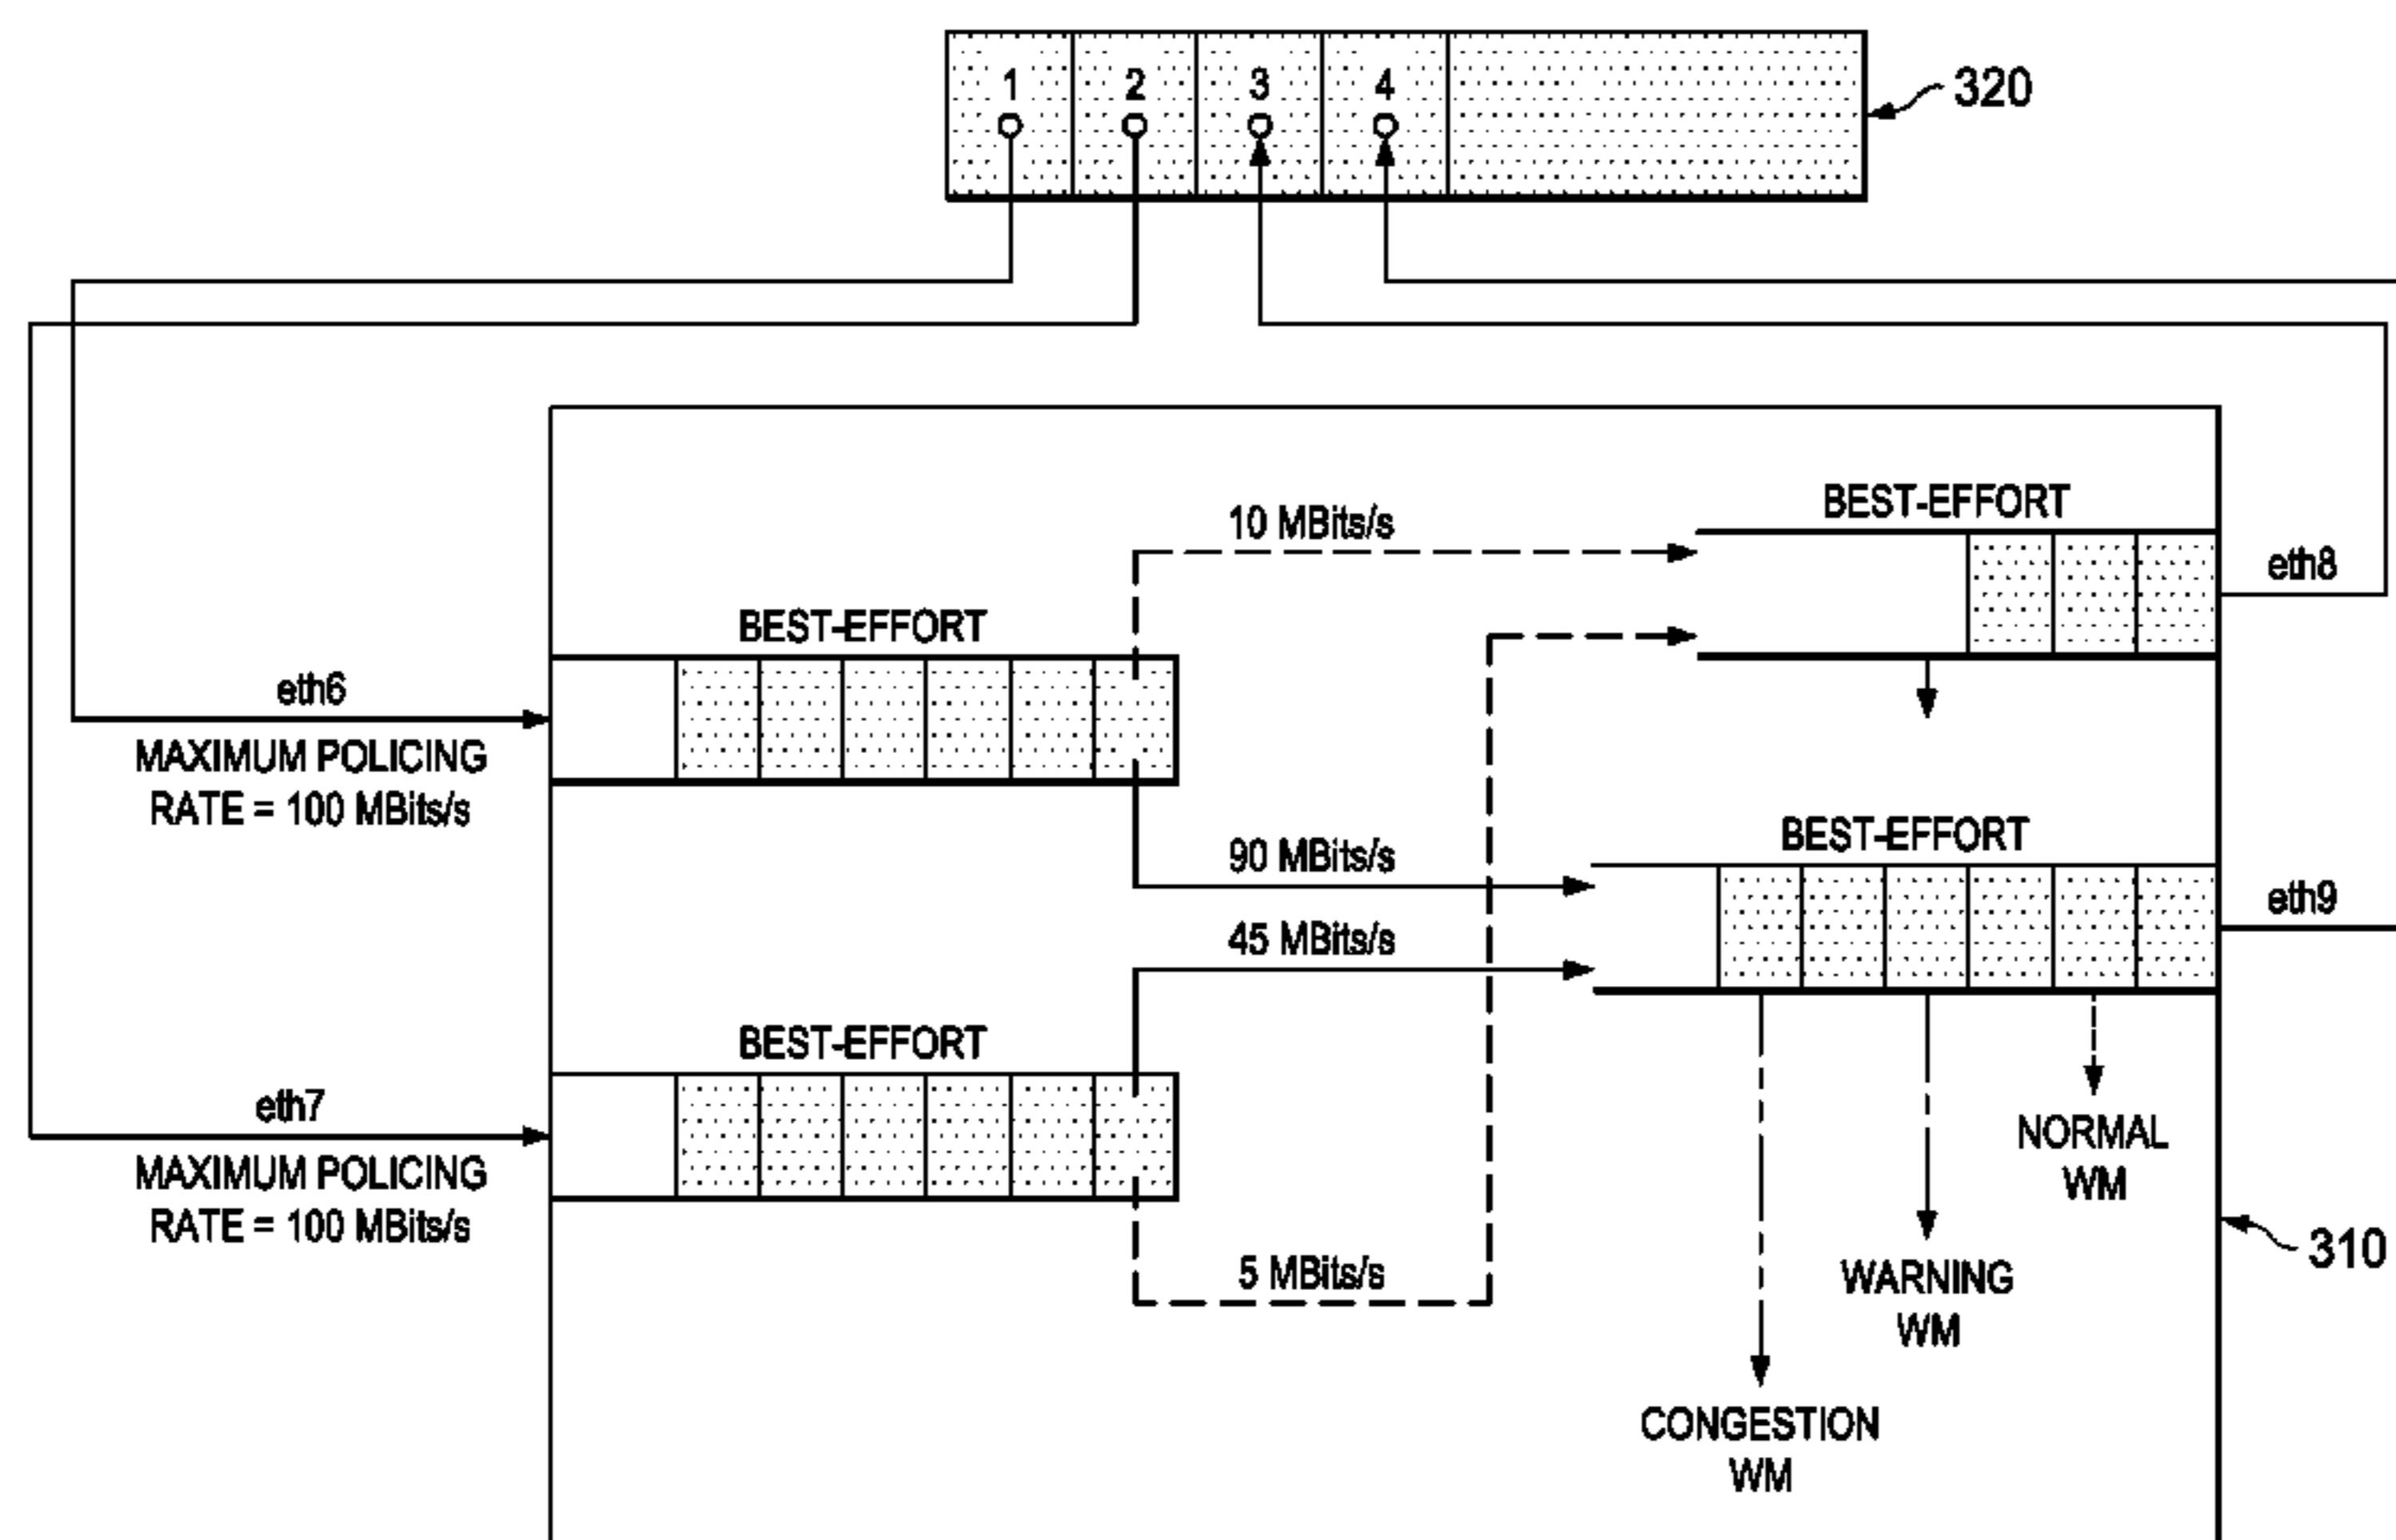 1 2 3 4
320
10 MBits/s
BEST-EFFORT
eth8
BEST-EFFORT
eth6
MAXIMUM POLICING
RATE = 100 MBits/s
90 MBits/s
BEST-EFFORT
eth9
45 MBits/s
BEST-EFFORT
eth7
MAXIMUM POLICING
RATE = 100 MBits/s
5 MBits/s
NORMAL
WM
310
WARNING
WM
CONGESTION
WM